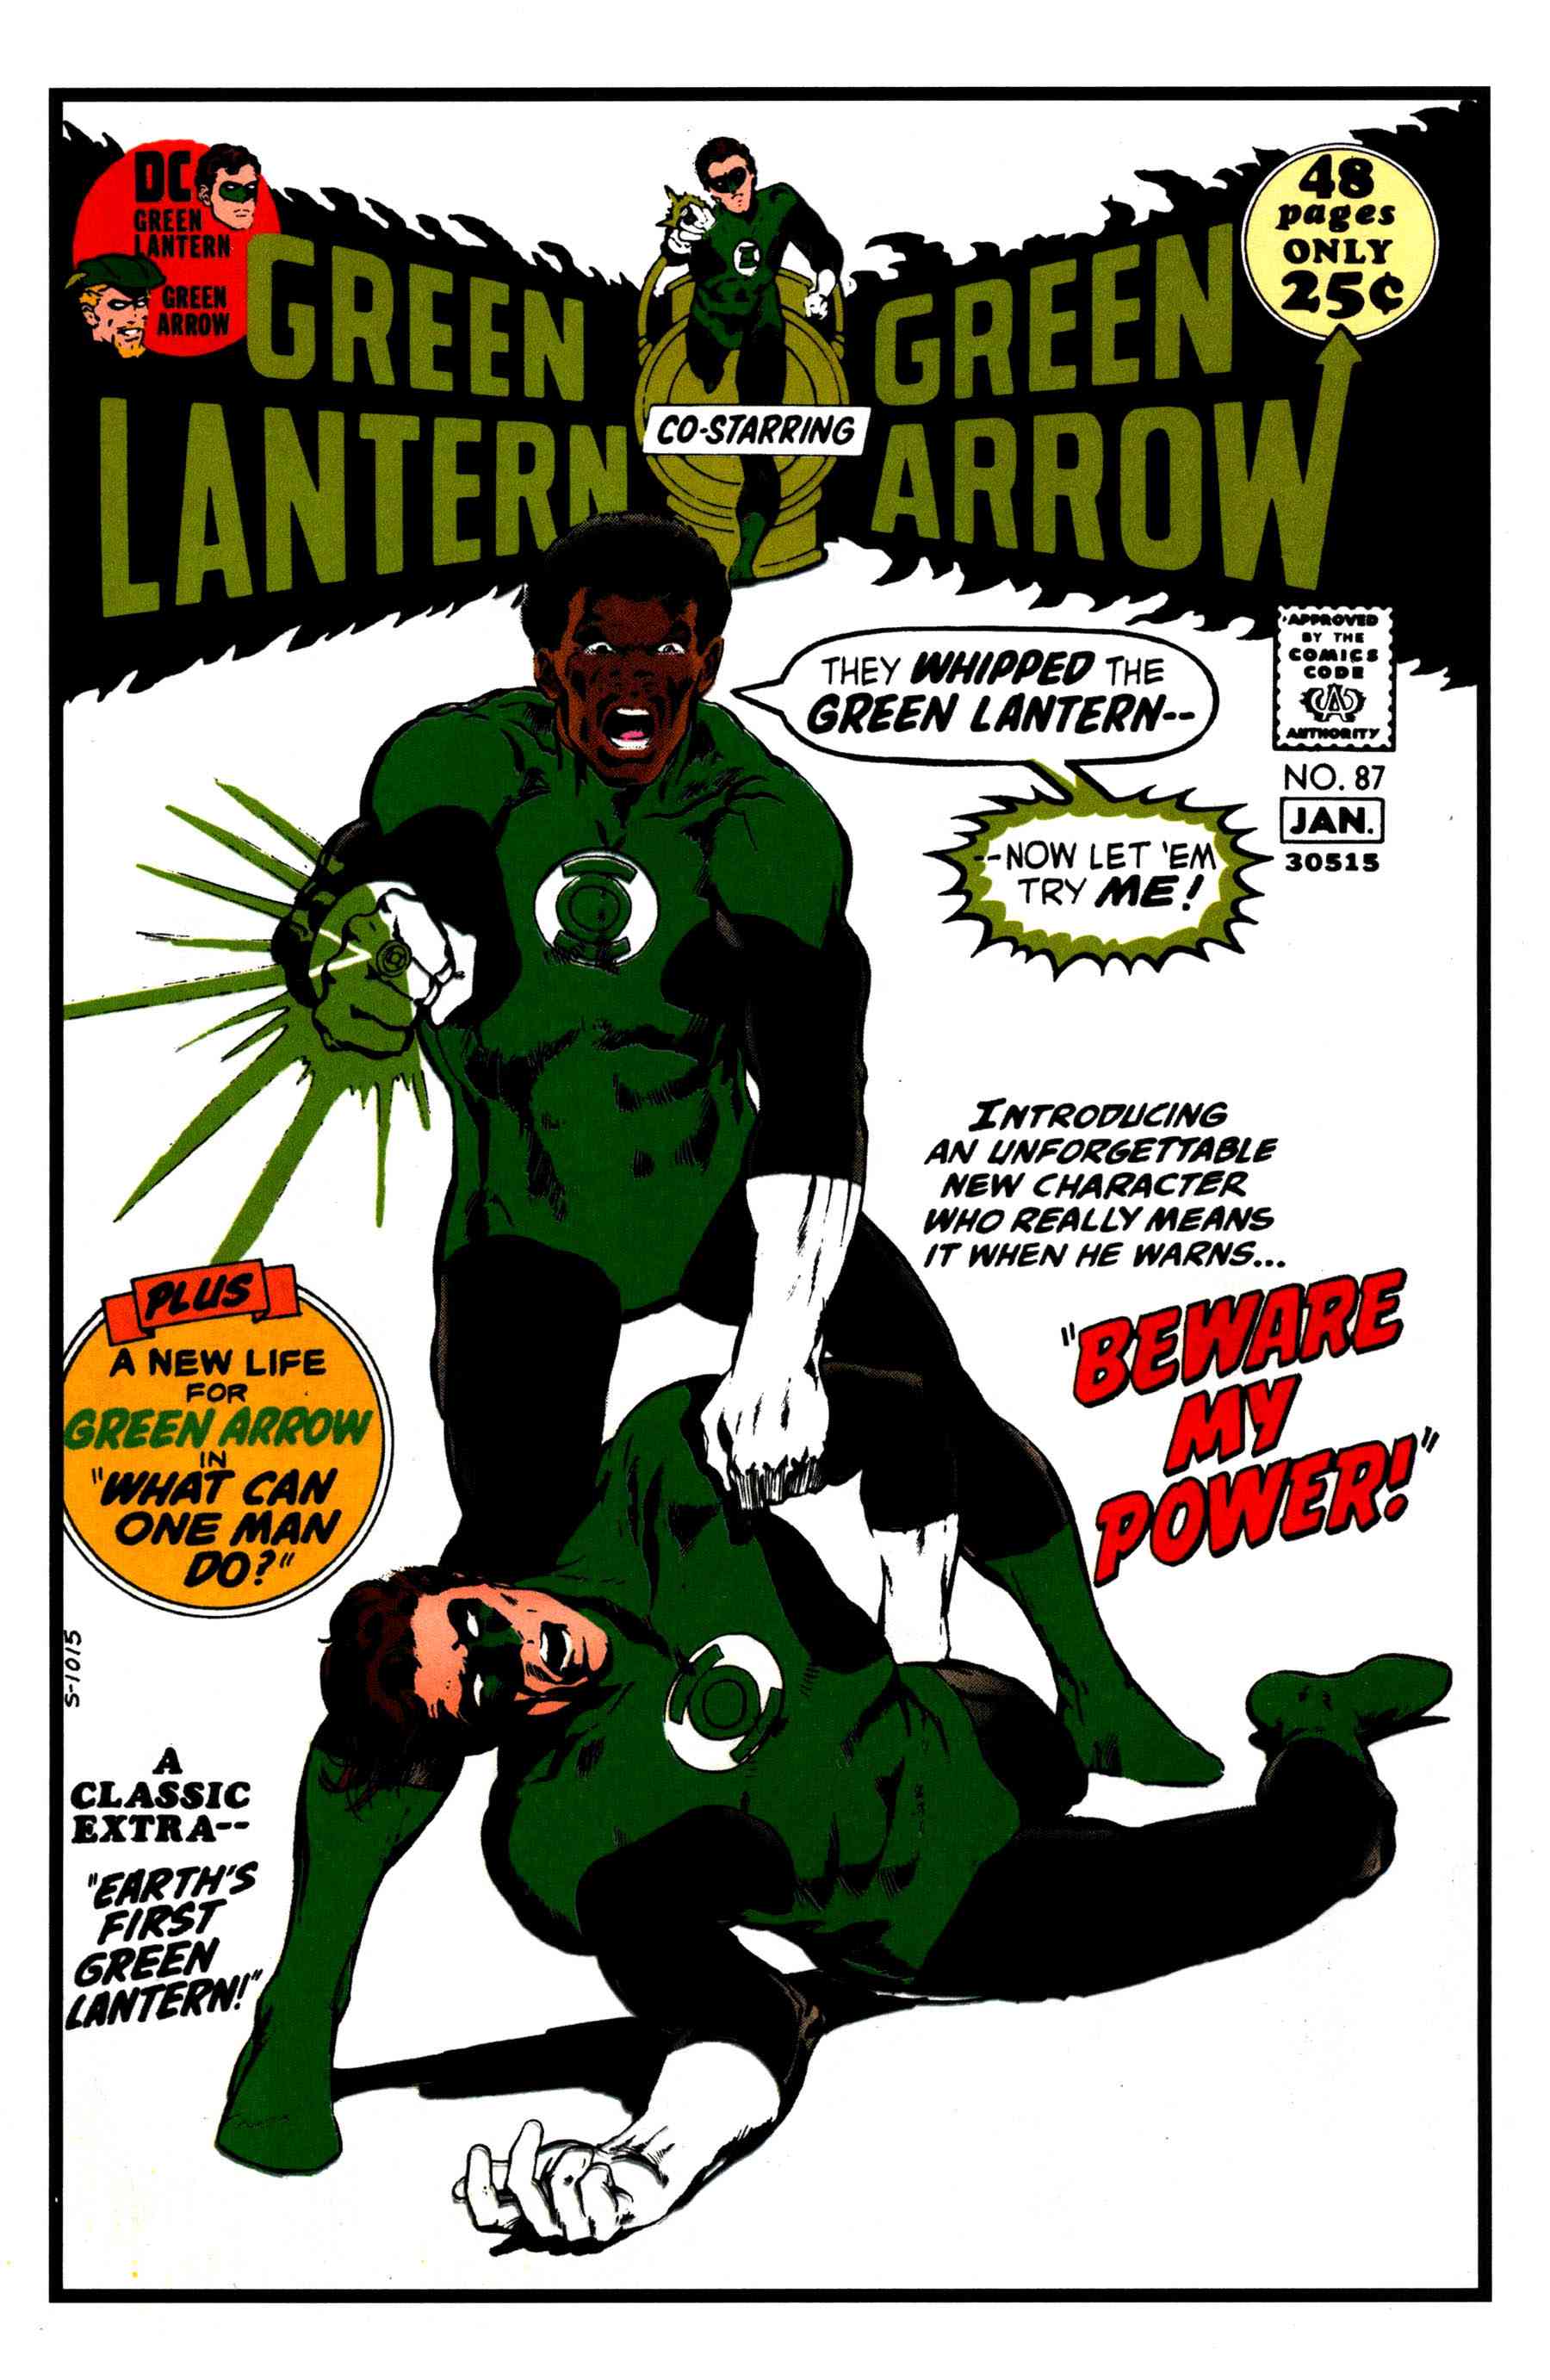 DC
GREEN
LANTERN
GREEN
ARROW
GREEN
LANTERN
CO-STARRING
GREEN
ARROW
48
pages
ONLY
25¢
APPROVED
BY THE
COMICS
CODE
CA
AUTHORITY
NO. 87
JAN.
30515
THEY WHIPPED THE
GREEN LANTERN--
--NOW LET 'EM
TRY ME!
INTRODUCING
AN UNFORGETTABLE
NEW CHARACTER
WHO REALLY MEANS
IT WHEN HE WARNS...
"BEWARE
MY
POWER!"
PLUS
A NEW LIFE
FOR
GREEN ARROW
IN
"WHAT CAN
ONE MAN
DO?"
S-1015
A
CLASSIC
EXTRA--
"EARTH'S
FIRST
GREEN
LANTERN!"